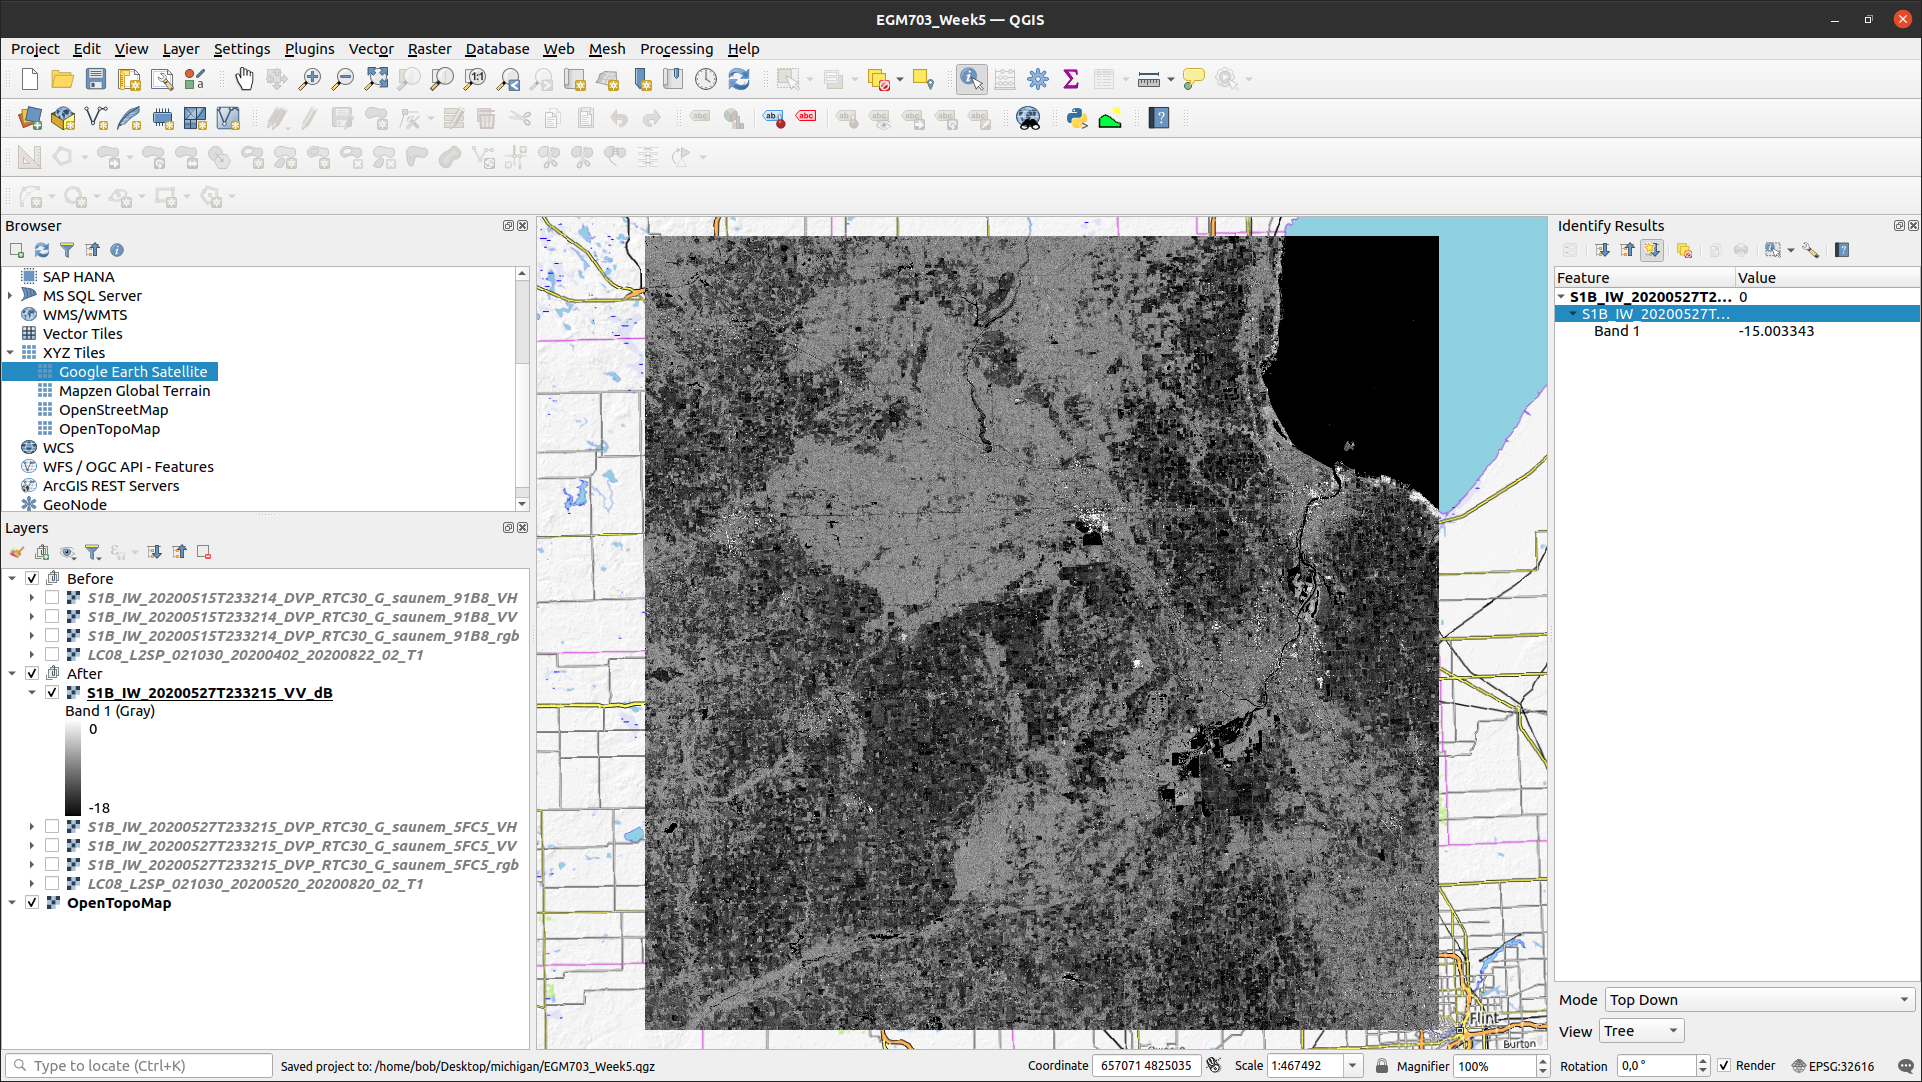 EGM703_Week5 — QGIS
Project Edit View Layer Settings Plugins Vector Raster Database Web Mesh Processing Help
Browser
SAP HANA
MS SQL Server
WMS/WMTS
Vector Tiles
XYZ Tiles
Google Earth Satellite
Mapzen Global Terrain
OpenStreetMap
OpenTopoMap
WCS
WFS / OGC API - Features
ArcGIS REST Servers
GeoNode
Layers
Before
S1B_IW_20200515T233214_DVP_RTC30_G_saunem_91B8_VH
S1B_IW_20200515T233214_DVP_RTC30_G_saunem_91B8_VV
S1B_IW_20200515T233214_DVP_RTC30_G_saunem_91B8_rgb
LC08_L2SP_021030_20200402_20200822_02_T1
After
S1B_IW_20200527T233215_VV_dB
Band 1 (Gray)
0
-18
S1B_IW_20200527T233215_DVP_RTC30_G_saunem_5FC5_VH
S1B_IW_20200527T233215_DVP_RTC30_G_saunem_5FC5_VV
S1B_IW_20200527T233215_DVP_RTC30_G_saunem_5FC5_rgb
LC08_L2SP_021030_20200520_20200820_02_T1
OpenTopoMap
Flint
Burton
Identify Results
Feature Value
S1B_IW_20200527T2... 0
S1B_IW_20200527T...
Band 1 -15.003343
Mode Top Down
View Tree
Type to locate (Ctrl+K)
Saved project to: /home/bob/Desktop/michigan/EGM703_Week5.qgz
Coordinate 657071 4825035
Scale 1:467492
Magnifier 100%
Rotation 0,0 °
Render
EPSG:32616